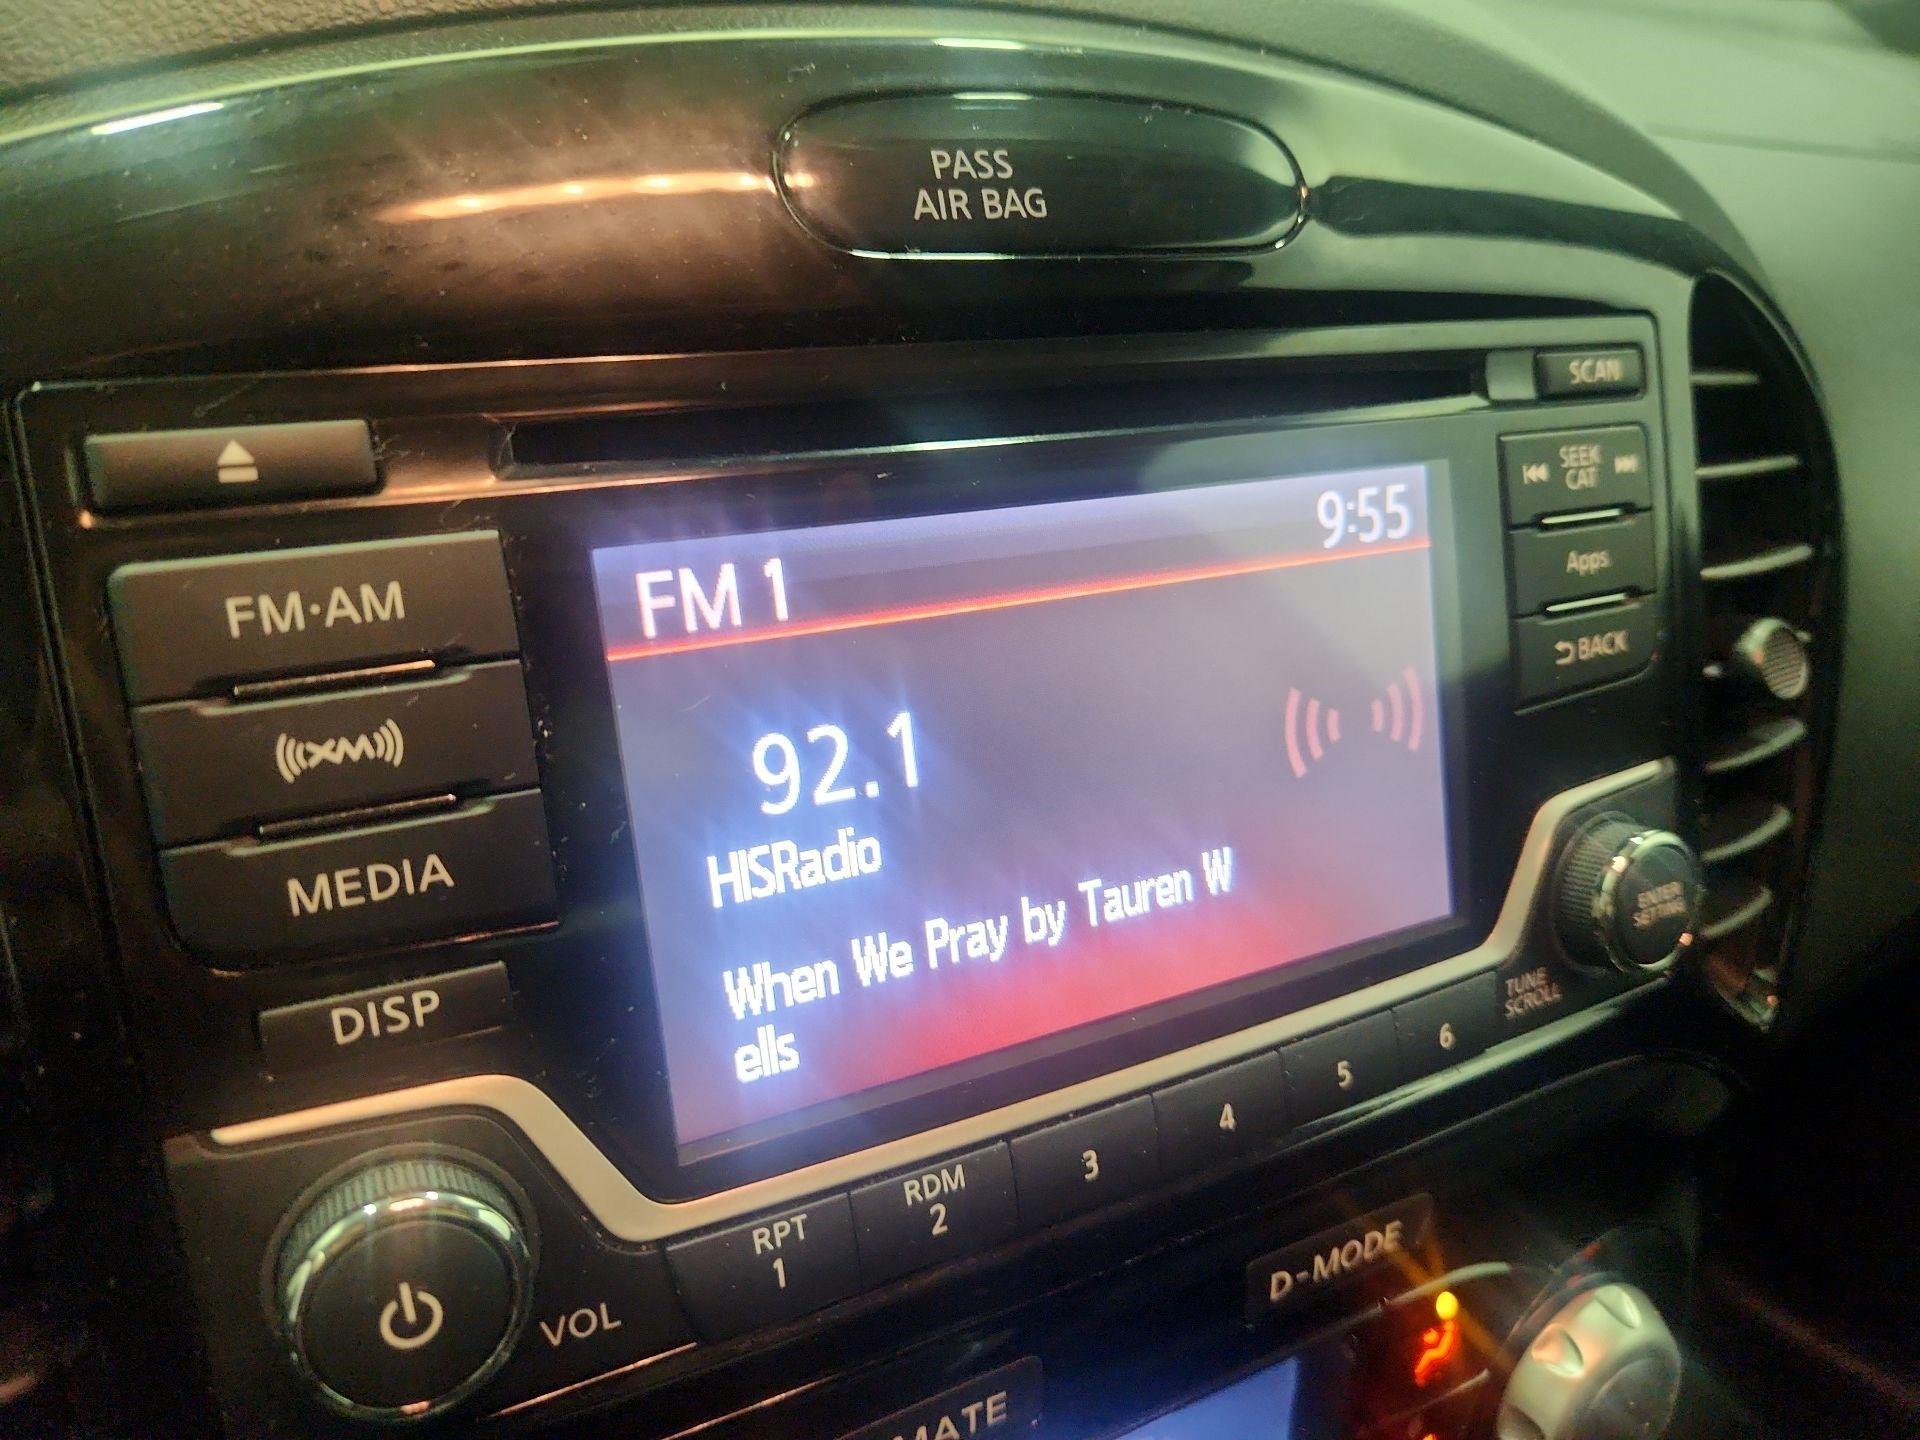 PASS
AIR BAG
SCAN
SEEK
CAT
FM·AM
FM 1
9:55
Apps
XM
92.1
BACK
MEDIA
HISRadio
When We Pray by Tauren W
ells
ENTER
SETTING
DISP
TUNE
SCROLL
RPT
1
RDM
2
3
4
5
6
VOL
D-MODE
MATE